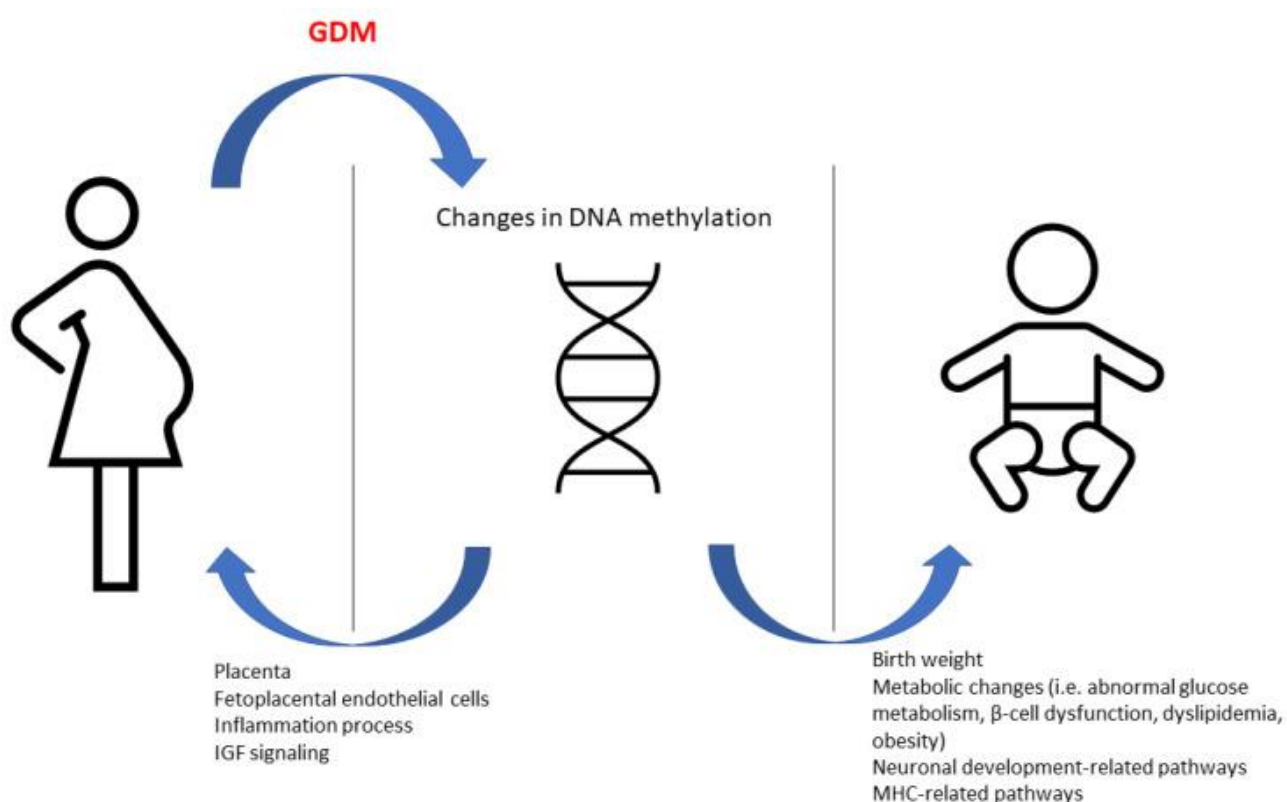 GDM
Changes in DNA methylation
Placenta
Fetoplacental endothelial cells
Inflammation process
IGF signaling
Birth weight
Metabolic changes (i.e. abnormal glucose
metabolism, β-cell dysfunction, dyslipidemia,
obesity)
Neuronal development-related pathways
MHC-related pathways